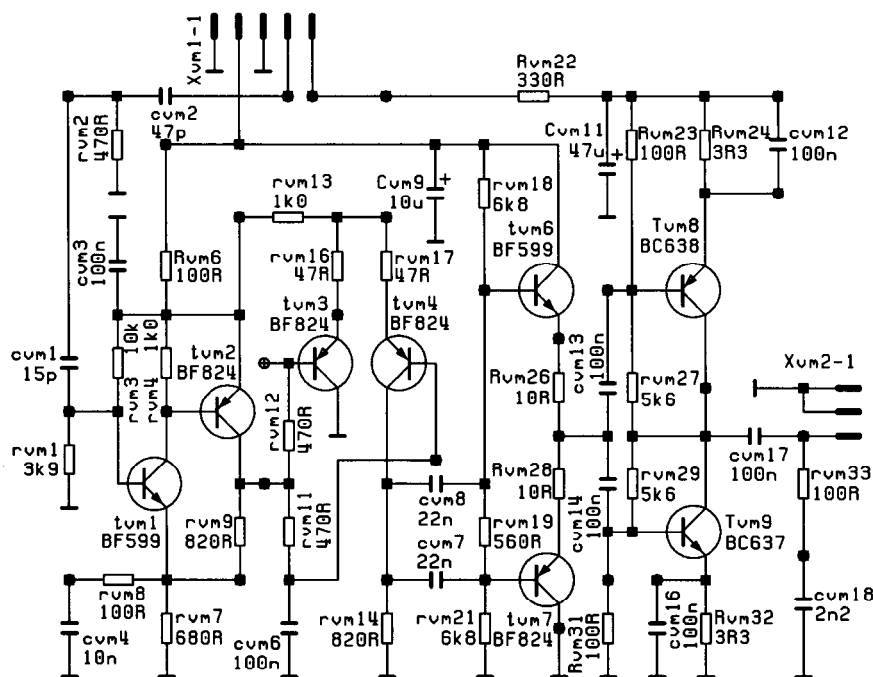 Xvm1-1
Rvm22
330R
cvm2
47p
rvm2
470R
Cvm11
47u
+
Rvm23
100R
Rvm24
3R3
cvm12
100n
rvm13
1k0
Cvm9
10u
+
rvm18
6k8
tvm6
BF599
Tvm8
BC638
cvm3
100n
Rvm6
100R
rvm16
47R
rvm17
47R
tvm3
BF824
tvm4
BF824
cvm1
15p
rvm3
10k
rvm4
1k0
tvm2
BF824
cvm13
100n
Rvm26
10R
rvm27
5k6
Xvm2-1
rvm12
470R
rvm1
3k9
cvm17
100n
rvm33
100R
Rvm28
10R
cvm14
100n
rvm29
5k6
cvm8
22n
tvm1
BF599
rvm9
820R
rvm11
470R
rvm19
560R
Tvm9
BC637
cvm7
22n
rvm8
100R
cvm4
10n
rvm7
680R
cvm6
100n
rvm14
820R
rvm21
6k8
tvm7
BF824
Rvm31
100R
cvm16
100n
Rvm32
3R3
cvm18
2n2